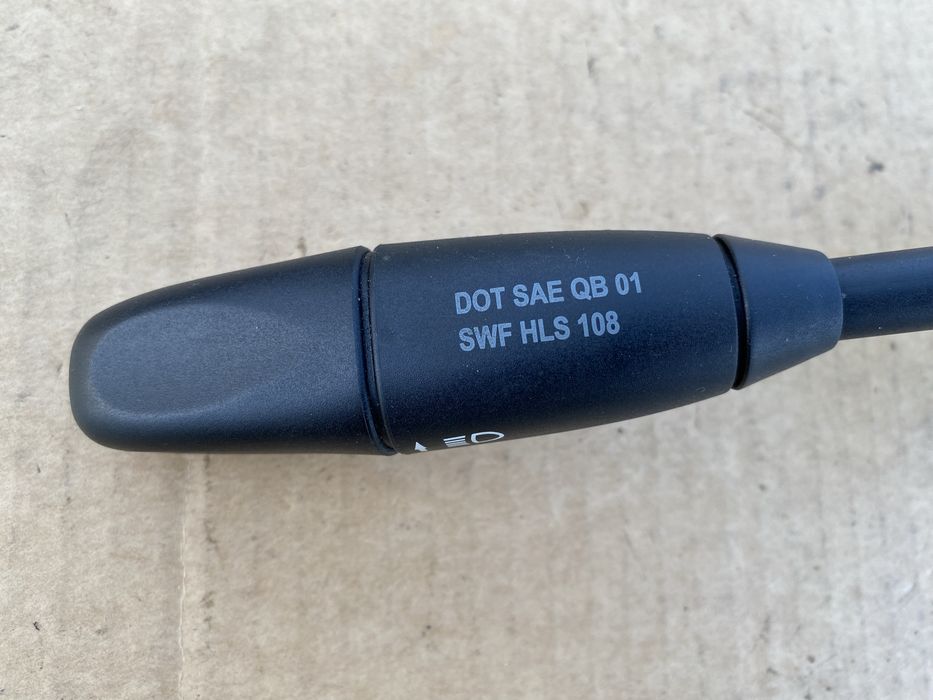 DOT SAE QB 01
SWF HLS 108